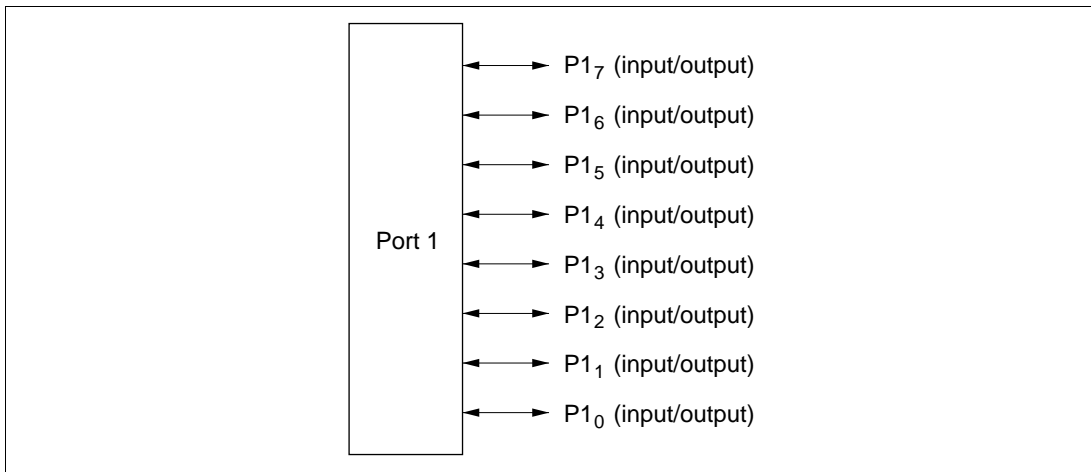 P1₇ (input/output)
P1₆ (input/output)
P1₅ (input/output)
P1₄ (input/output)
Port 1
P1₃ (input/output)
P1₂ (input/output)
P1₁ (input/output)
P1₀ (input/output)